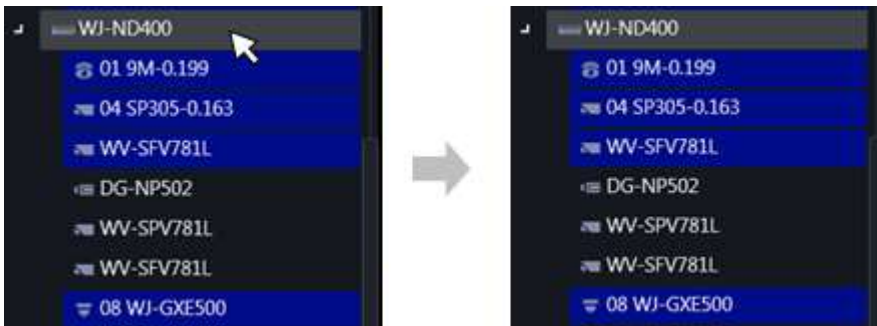 WJ-ND400
01 9M-0.199
04 SP305-0.163
WV-SFV781L
DG-NP502
WV-SPV781L
WV-SFV781L
08 WJ-GXE500
WJ-ND400
01 9M-0.199
04 SP305-0.163
WV-SFV781L
DG-NP502
WV-SPV781L
WV-SFV781L
08 WJ-GXE500